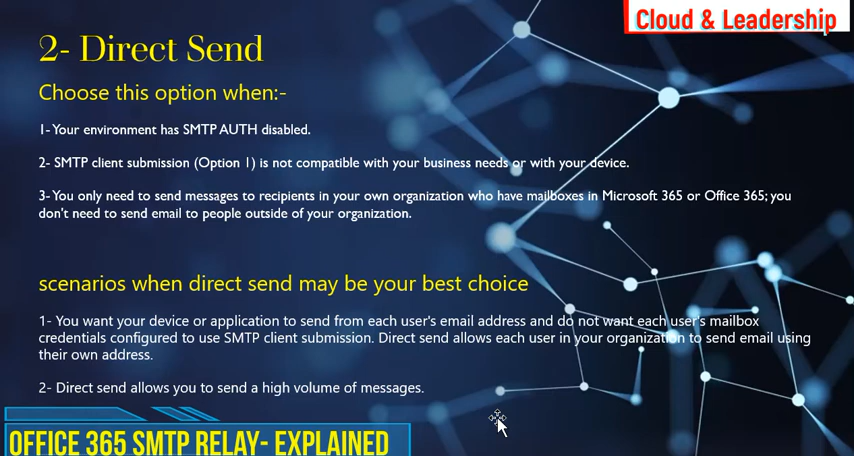 Cloud & Leadership
2- Direct Send
Choose this option when:-
1- Your environment has SMTP AUTH disabled.
2- SMTP client submission (Option 1) is not compatible with your business needs or with your device.
3- You only need to send messages to recipients in your own organization who have mailboxes in Microsoft 365 or Office 365; you
don't need to send email to people outside of your organization.
scenarios when direct send may be your best choice
1- You want your device or application to send from each user's email address and do not want each user's mailbox
credentials configured to use SMTP client submission. Direct send allows each user in your organization to send email using
their own address.
2- Direct send allows you to send a high volume of messages.
OFFICE 365 SMTP RELAY- EXPLAINED